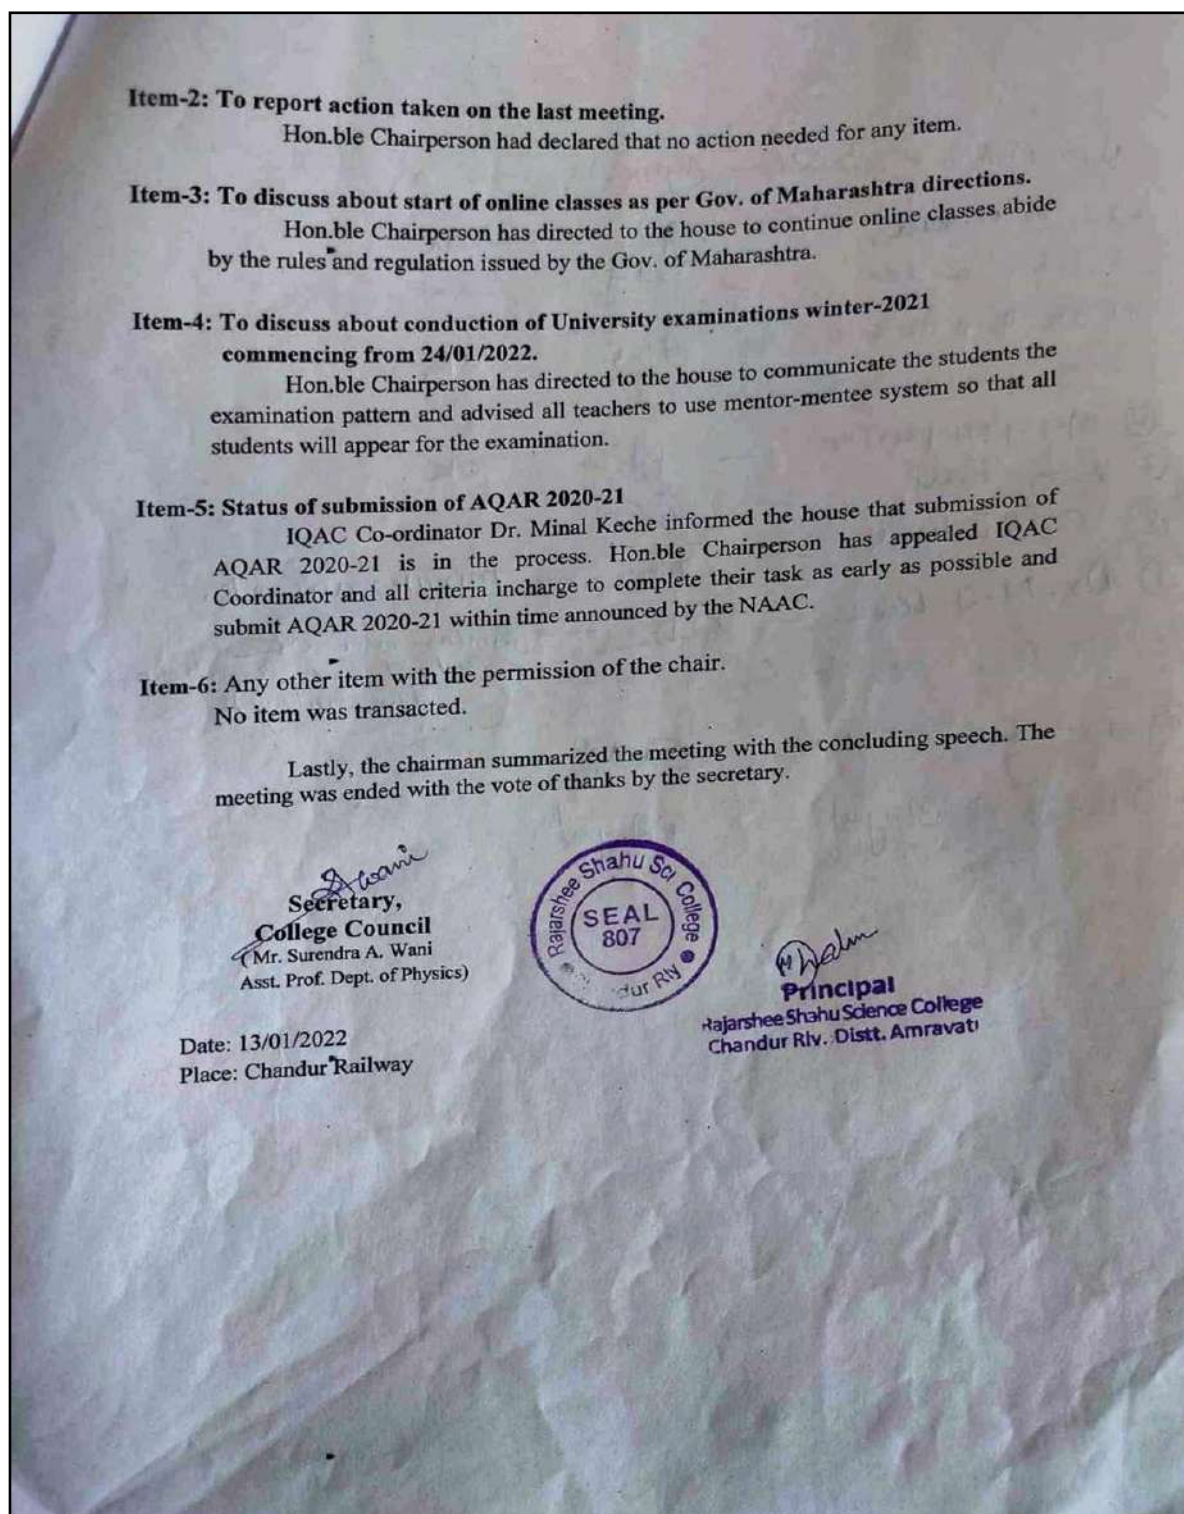 Item-2: To report action taken on the last meeting.
Hon.ble Chairperson had declared that no action needed for any item.
Item-3: To discuss about start of online classes as per Gov. of Maharashtra directions.
Hon.ble Chairperson has directed to the house to continue online classes abide
by the rules and regulation issued by the Gov. of Maharashtra.
Item-4: To discuss about conduction of University examinations winter-2021
commencing from 24/01/2022.
Hon.ble Chairperson has directed to the house to communicate the students the
examination pattern and advised all teachers to use mentor-mentee system so that all
students will appear for the examination.
Item-5: Status of submission of AQAR 2020-21
IQAC Co-ordinator Dr. Minal Keche informed the house that submission of
AQAR 2020-21 is in the process. Hon.ble Chairperson has appealed IQAC
Coordinator and all criteria incharge to complete their task as early as possible and
submit AQAR 2020-21 within time announced by the NAAC.
Item-6: Any other item with the permission of the chair.
No item was transacted.
Lastly, the chairman summarized the meeting with the concluding speech. The
meeting was ended with the vote of thanks by the secretary.
Secretary,
College Council
(Mr. Surendra A. Wani
Asst. Prof. Dept. of Physics)
Rajarshee Shahu Sci College
SEAL
807
Rly
Principal
Rajarshee Shahu Science College
Chandur Rlv. Distt. Amravati
Date: 13/01/2022
Place: Chandur Railway